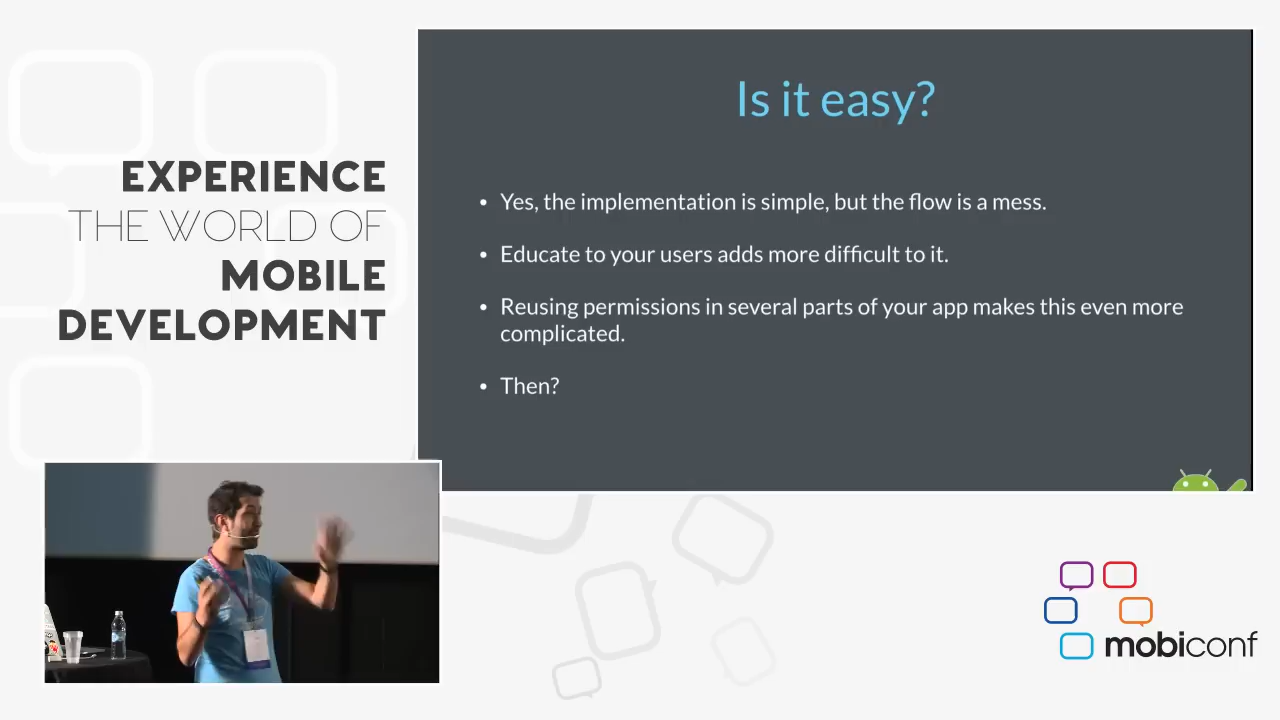 EXPERIENCE
THE WORLD OF
MOBILE
DEVELOPMENT
Is it easy?
• Yes, the implementation is simple, but the flow is a mess.
• Educate to your users adds more difficult to it.
• Reusing permissions in several parts of your app makes this even more
complicated.
• Then?
mobiconf